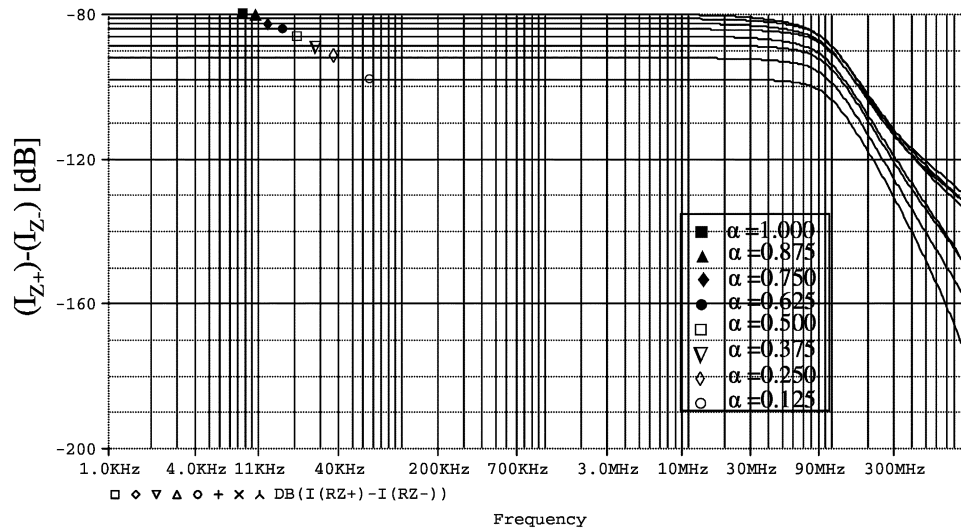 (I_Z+)-(I_Z-) [dB]
-80
-120
-160
-200
α=1.000
α=0.875
α=0.750
α=0.625
α=0.500
α=0.375
α=0.250
α=0.125
1.0KHz 4.0KHz 11KHz 40KHz 200KHz 700KHz 3.0MHz 10MHz 30MHz 90MHz 300MHz
DB(I(RZ+)-I(RZ-))
Frequency